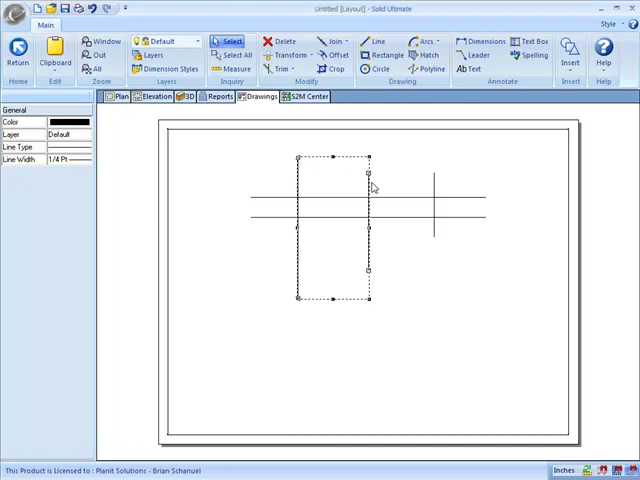 Untitled [Layout] - Solid Ultimate
Main
Style
Return
Clipboard
Window
Out
All
Default
Layers
Dimension Styles
Select
Select All
Measure
Delete
Transform
Trim
Join
Offset
Crop
Line
Rectangle
Circle
Arcs
Hatch
Polyline
Dimensions
Leader
Text
Text Box
Spelling
Insert
Help
Back
Edit
Zoom
Layers
Inquiry
Modify
Drawing
Annotate
Insert
Help
Plan
Elevation
3D
Reports
Drawings
S2M Center
General
Color
Layer Default
Line Type
Line Width 1/4 Pt
This Product is Licensed to : Planit Solutions - Brian Schanuel
Inches